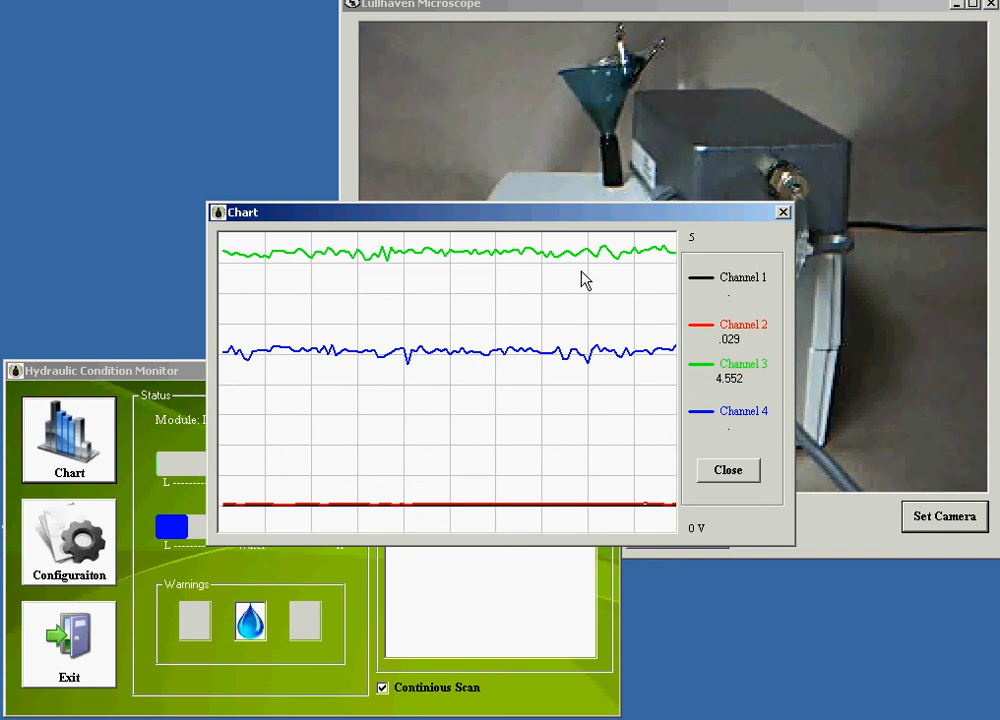 Lullhaven Microscope
Chart
5
Channel 1
.
Channel 2
.029
Channel 3
4.552
Channel 4
.
Close
0 V
Set Camera
Hydraulic Condition Monitor
Chart
Configuraiton
Exit
Status
Module:
L
L
Water
H
Warnings
Continious Scan